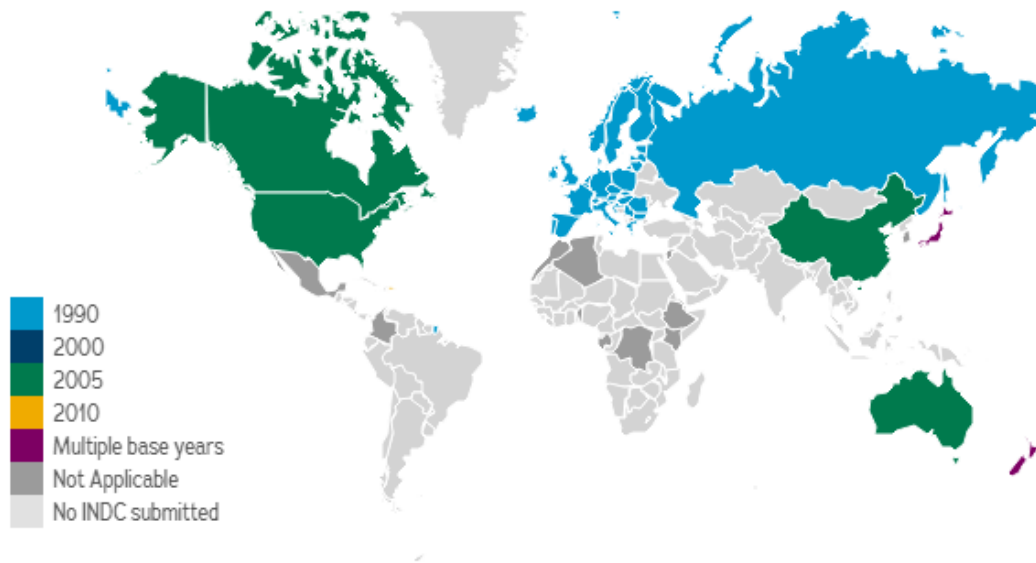 1990
2000
2005
2010
Multiple base years
Not Applicable
No INDC submitted